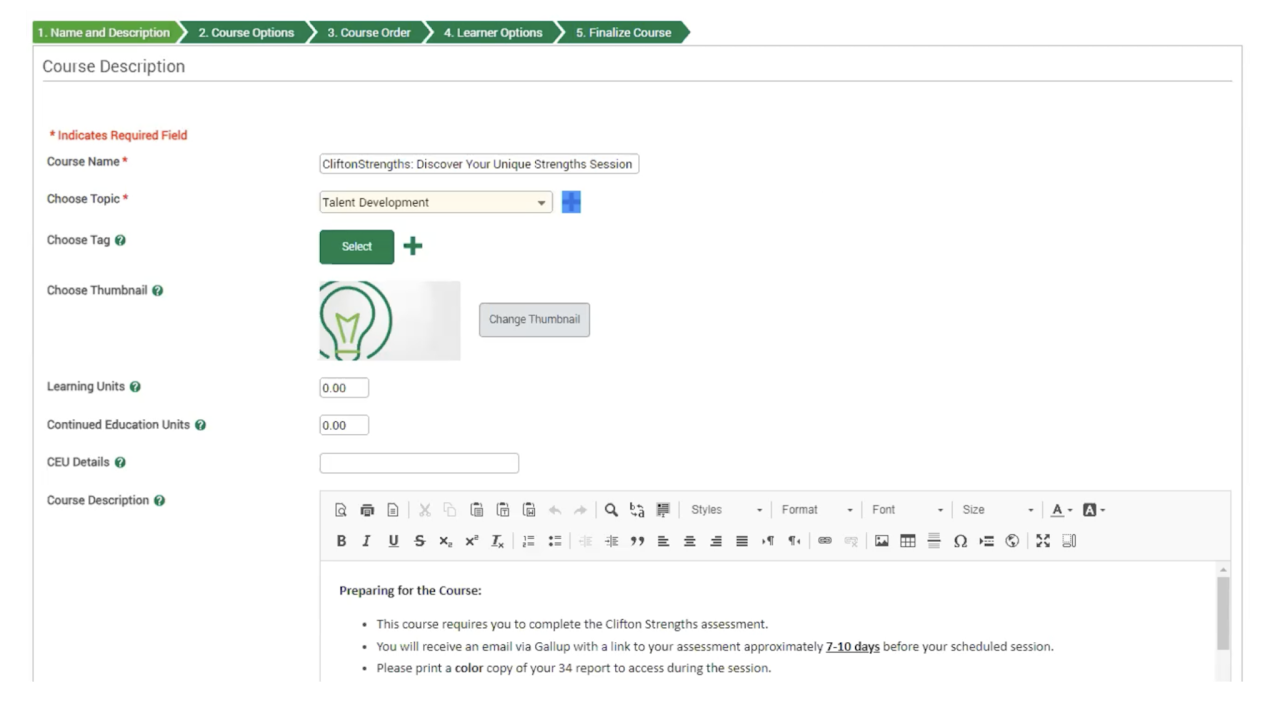 1. Name and Description 2. Course Options 3. Course Order 4. Learner Options 5. Finalize Course
Course Description
* Indicates Required Field
Course Name * CliftonStrengths: Discover Your Unique Strengths Session
Choose Topic * Talent Development
Choose Tag Select
Choose Thumbnail Change Thumbnail
Learning Units 0.00
Continued Education Units 0.00
CEU Details
Course Description Styles Format Font Size
Preparing for the Course:
• This course requires you to complete the Clifton Strengths assessment.
• You will receive an email via Gallup with a link to your assessment approximately 7-10 days before your scheduled session.
• Please print a color copy of your 34 report to access during the session.